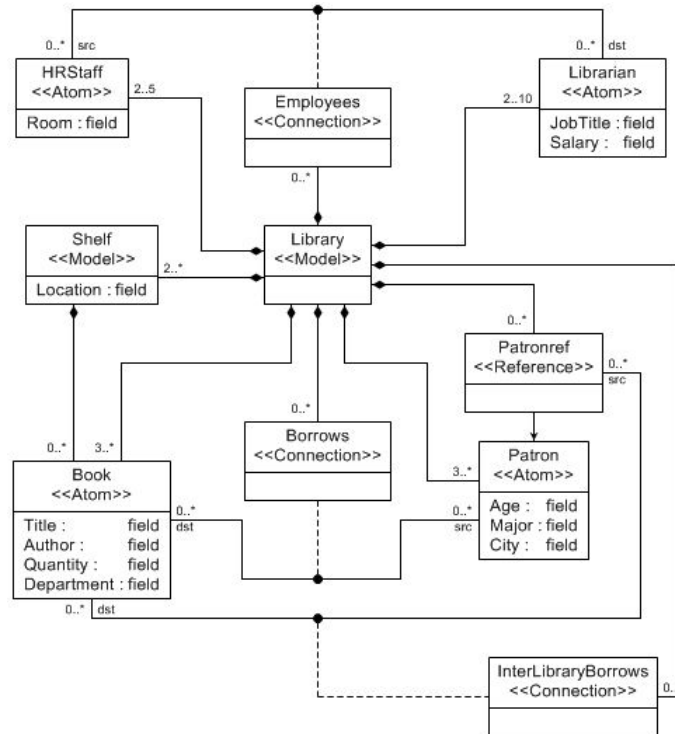 0..*
src
0..*
dst
HRStaff
<<Atom>>
Room : field
2..5
Employees
<<Connection>>
0..*
2..10
Librarian
<<Atom>>
JobTitle : field
Salary : field
Shelf
<<Model>>
Location : field
2..*
Library
<<Model>>
0..*
Patronref
<<Reference>>
0..*
src
0..*
3..*
0..*
Borrows
<<Connection>>
Book
<<Atom>>
Title : field
Author : field
Quantity : field
Department : field
0..*
dst
3..*
0..*
src
Patron
<<Atom>>
Age : field
Major : field
City : field
0..*
dst
InterLibraryBorrows
<<Connection>>
0..